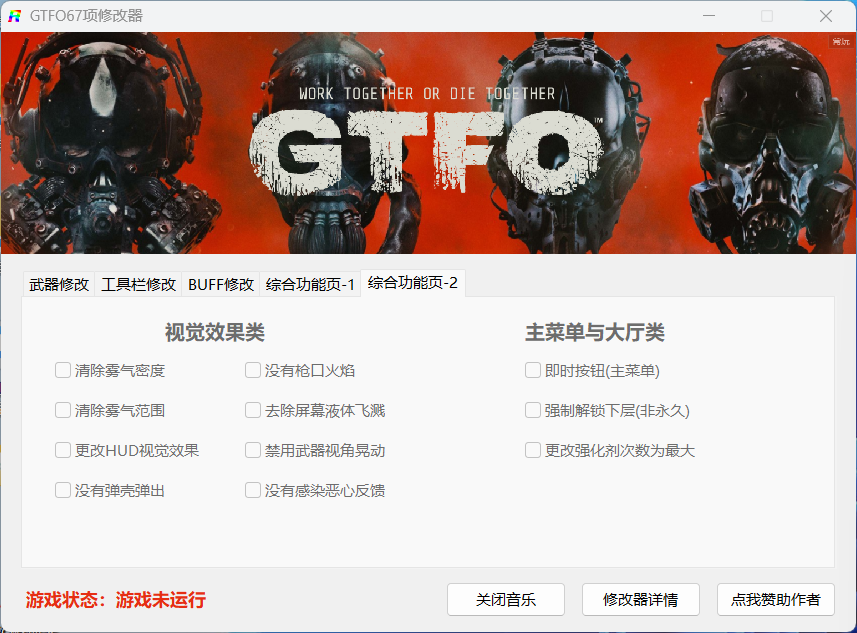 GTFO67项修改器
常玩
WORK TOGETHER OR DIE TOGETHER
GTFO™
武器修改 工具栏修改 BUFF修改 综合功能页-1 综合功能页-2
视觉效果类 主菜单与大厅类
清除雾气密度 没有枪口火焰 即时按钮(主菜单)
清除雾气范围 去除屏幕液体飞溅 强制解锁下层(非永久)
更改HUD视觉效果 禁用武器视角晃动 更改强化剂次数为最大
没有弹壳弹出 没有感染恶心反馈
游戏状态：游戏未运行 关闭音乐 修改器详情 点我赞助作者